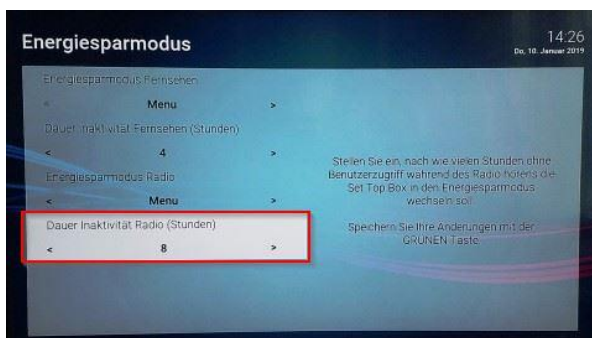 Energiesparmodus
14:26
Do, 10. Januar 2019
Energiesparmodus Fernsehen
< Menu >
Dauer Inaktivität Fernsehen (Stunden)
< 4 >
Energiesparmodus Radio
< Menu >
Dauer Inaktivität Radio (Stunden)
< 8 >
Stellen Sie ein, nach wie vielen Stunden ohne
Benutzerzugriff während des Radio hörens die
Set Top Box in den Energiesparmodus
wechseln soll.
Speichern Sie Ihre Änderungen mit der
GRÜNEN Taste.